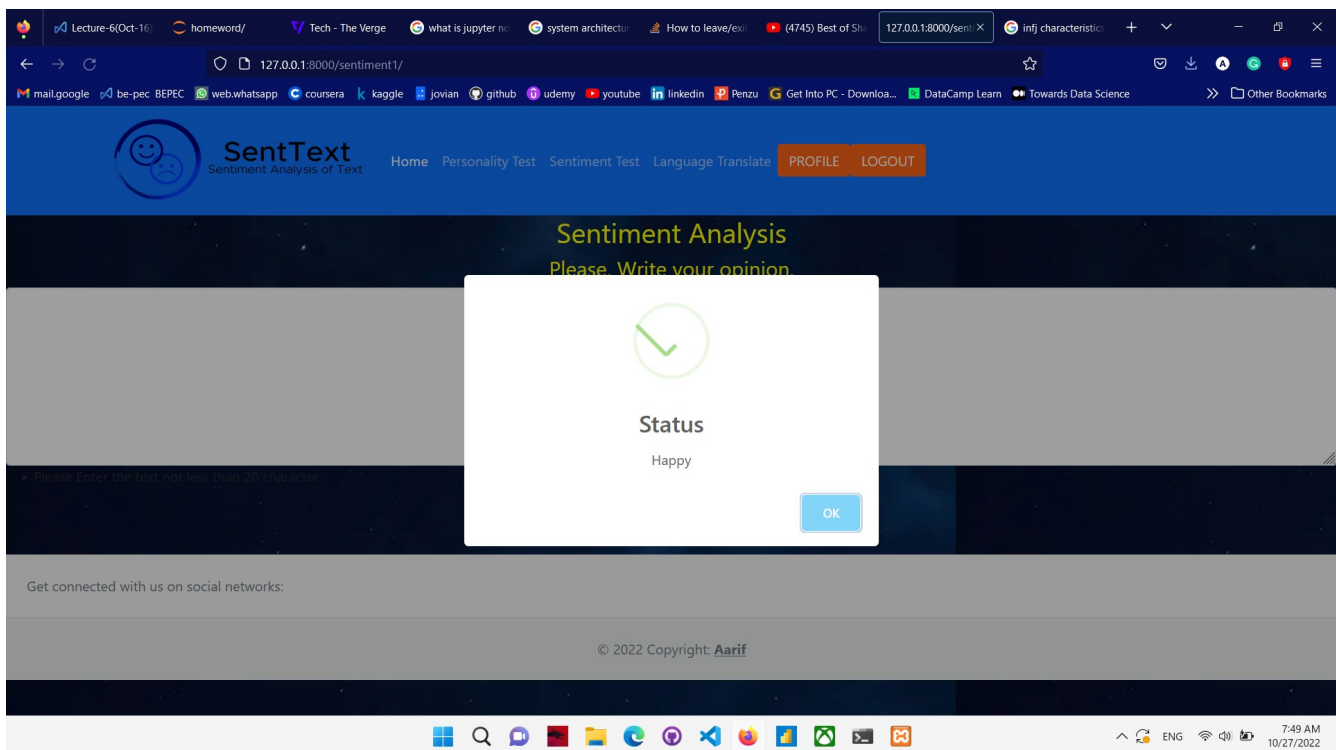 Lecture-6(Oct-16)
homeword/
Tech - The Verge
what is jupyter no
system architectur
How to leave/exit
(4745) Best of Sha
127.0.0.1:8000/senti
infj characteristics
127.0.0.1:8000/sentiment1/
mail.google be-pec BEPEC web.whatsapp coursera kaggle jovian github udemy youtube linkedin Penzu Get Into PC - Downloa... DataCamp Learn Towards Data Science Other Bookmarks
SentText
Sentiment Analysis of Text
Home Personality Test Sentiment Test Language Translate PROFILE LOGOUT
Sentiment Analysis
Please, Write your opinion.
Status
Happy
OK
• Please Enter the text not less than 20 character.
Get connected with us on social networks:
© 2022 Copyright: Aarif
ENG
7:49 AM
10/27/2022